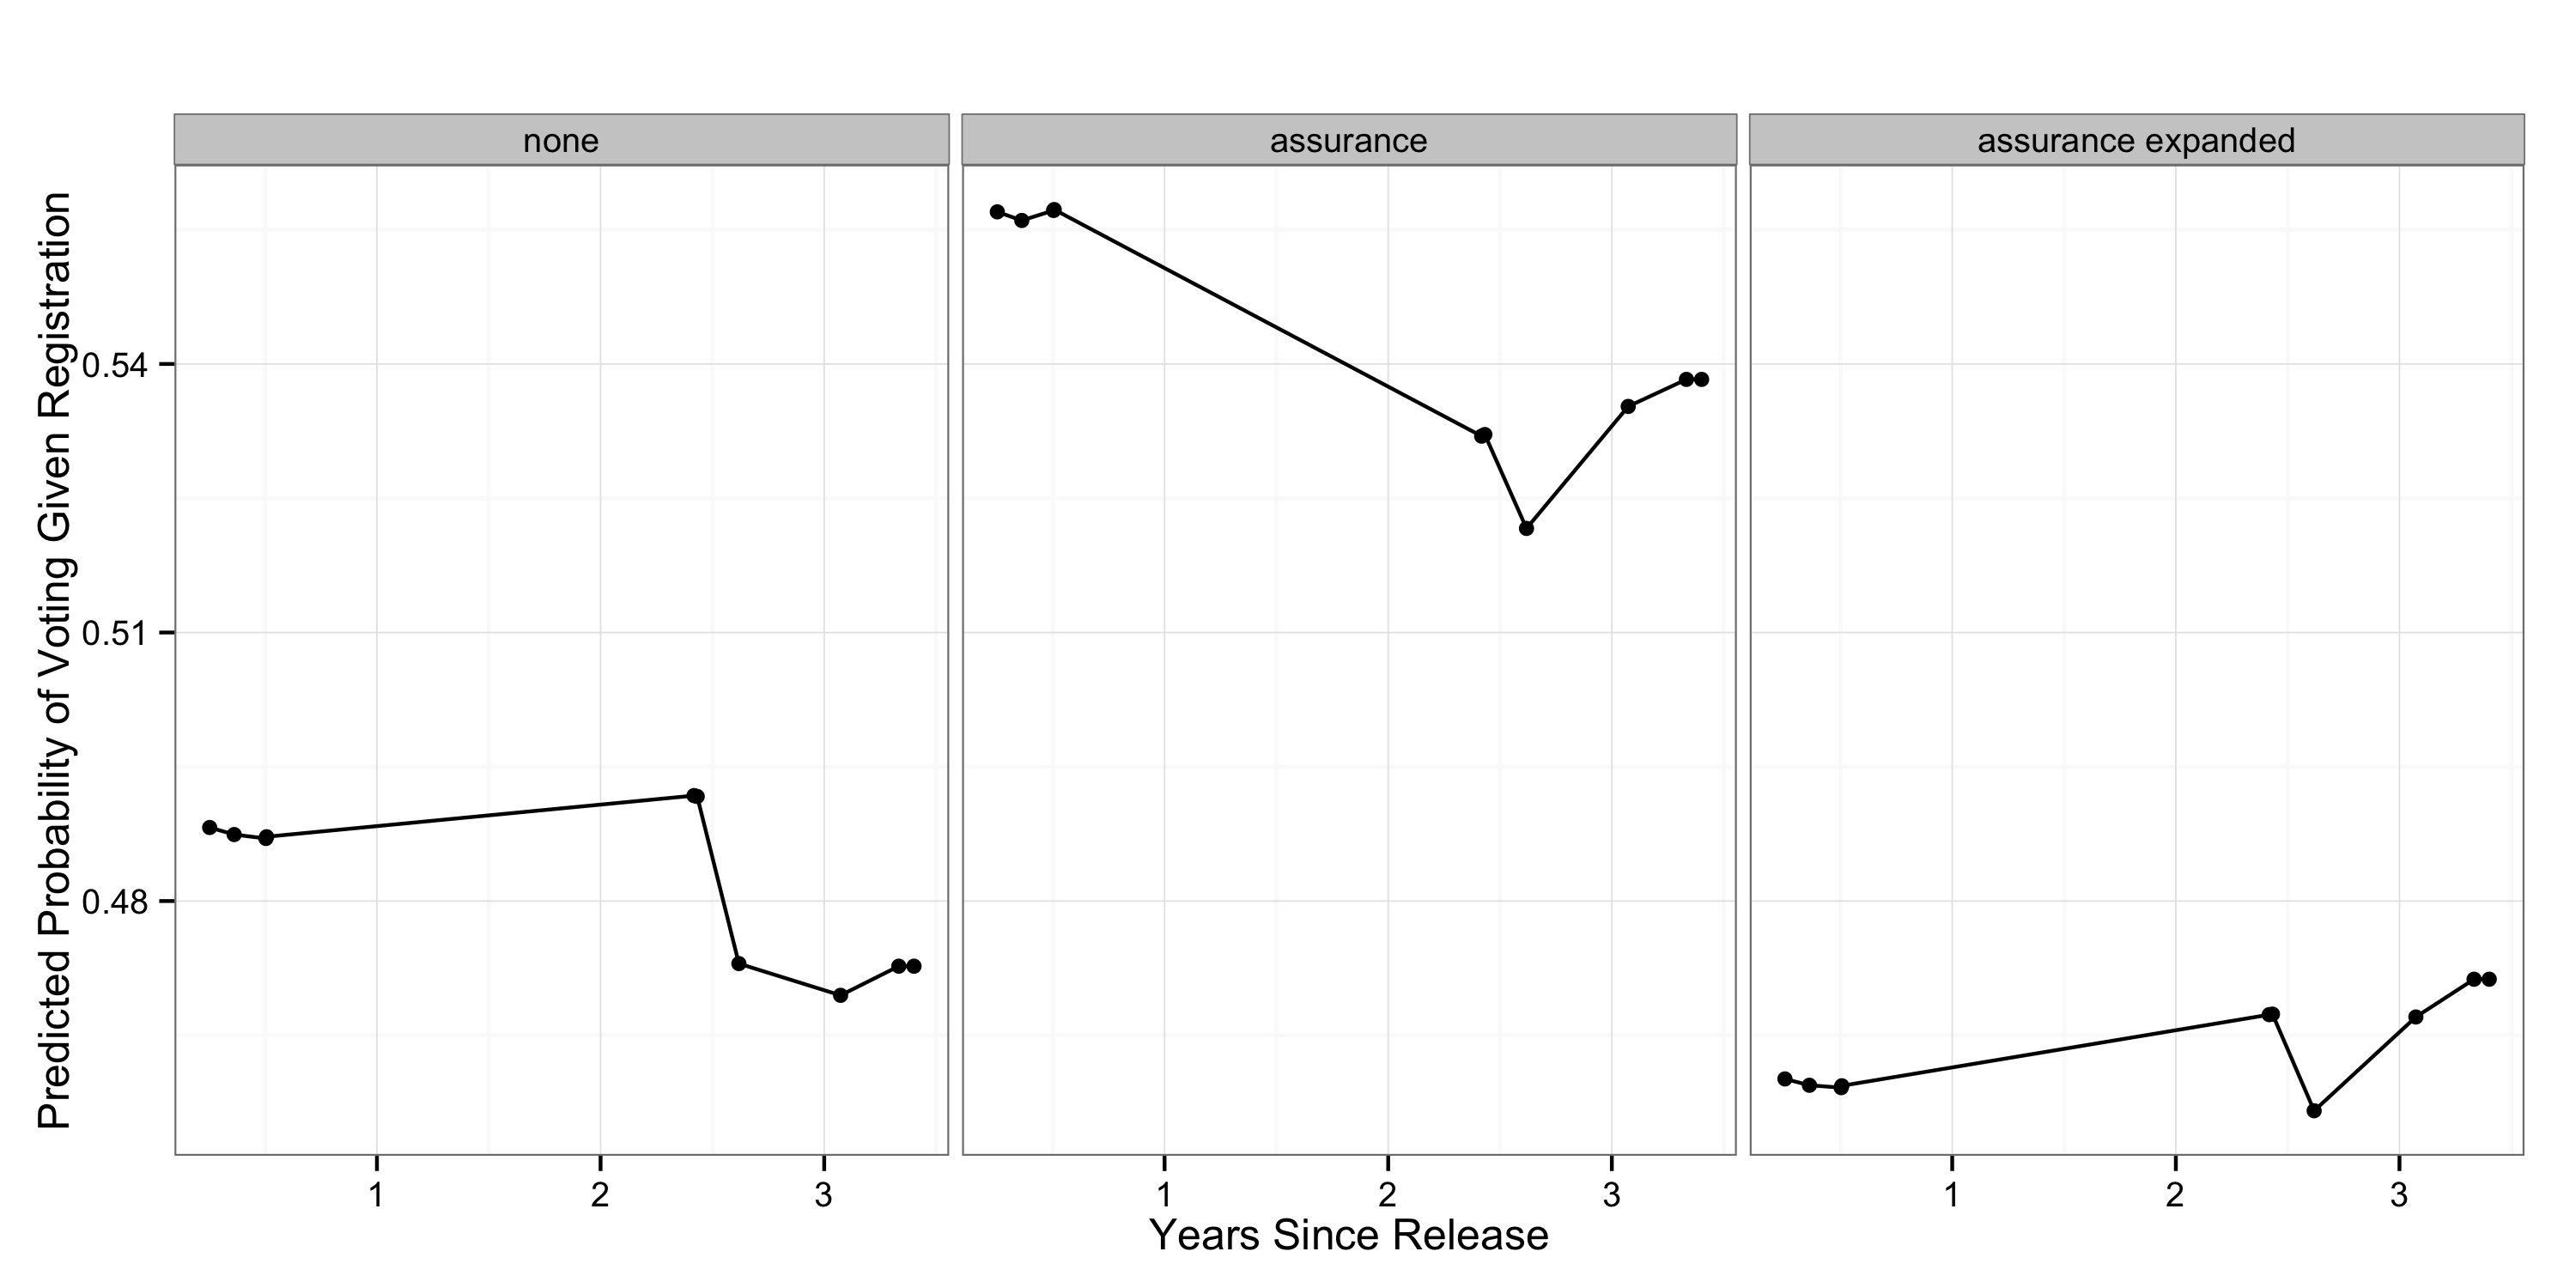 none
assurance
assurance expanded
Predicted Probability of Voting Given Registration
0.54
0.51
0.48
1
2
3
1
2
3
1
2
3
Years Since Release